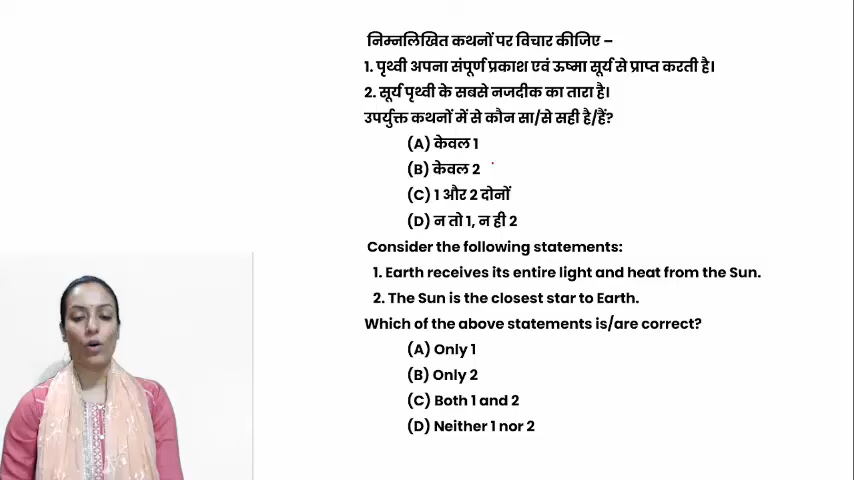 निम्नलिखित कथनों पर विचार कीजिए –
1. पृथ्वी अपना संपूर्ण प्रकाश एवं ऊष्मा सूर्य से प्राप्त करती है।
2. सूर्य पृथ्वी के सबसे नजदीक का तारा है।
उपर्युक्त कथनों में से कौन सा/से सही है/हैं?
(A) केवल 1
(B) केवल 2
(C) 1 और 2 दोनों
(D) न तो 1, न ही 2
Consider the following statements:
1. Earth receives its entire light and heat from the Sun.
2. The Sun is the closest star to Earth.
Which of the above statements is/are correct?
(A) Only 1
(B) Only 2
(C) Both 1 and 2
(D) Neither 1 nor 2